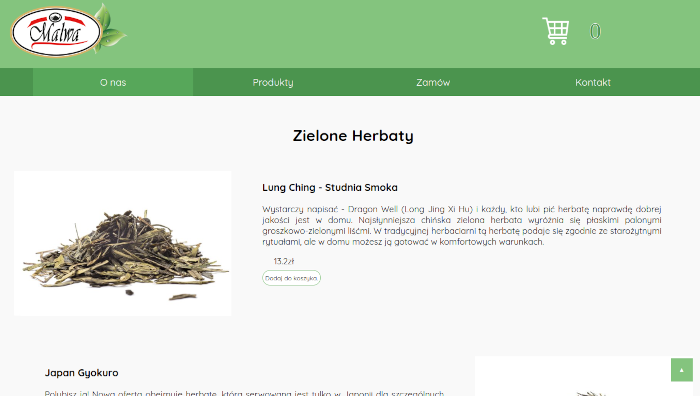 Malwa
0
O nas
Produkty
Zamów
Kontakt
Zielone Herbaty
Lung Ching - Studnia Smoka
Wystarczy napisać - Dragon Well (Long Jing Xi Hu) i każdy, kto lubi pić herbatę naprawdę dobrej
jakości jest w domu. Najsłynniejsza chińska zielona herbata wyróżnia się płaskimi palonymi
groszkowo-zielonymi liśćmi. W tradycyjnej herbaciarni tą herbatę podaje się zgodnie ze starożytnymi
rytuałami, ale w domu możesz ją gotować w komfortowych warunkach.
13.2zł
Dodaj do koszyka
Japan Gyokuro
Polubisz ją! Nowa oferta obejmuje herbatę, która serwowana jest tylko w Japonii dla szczególnych